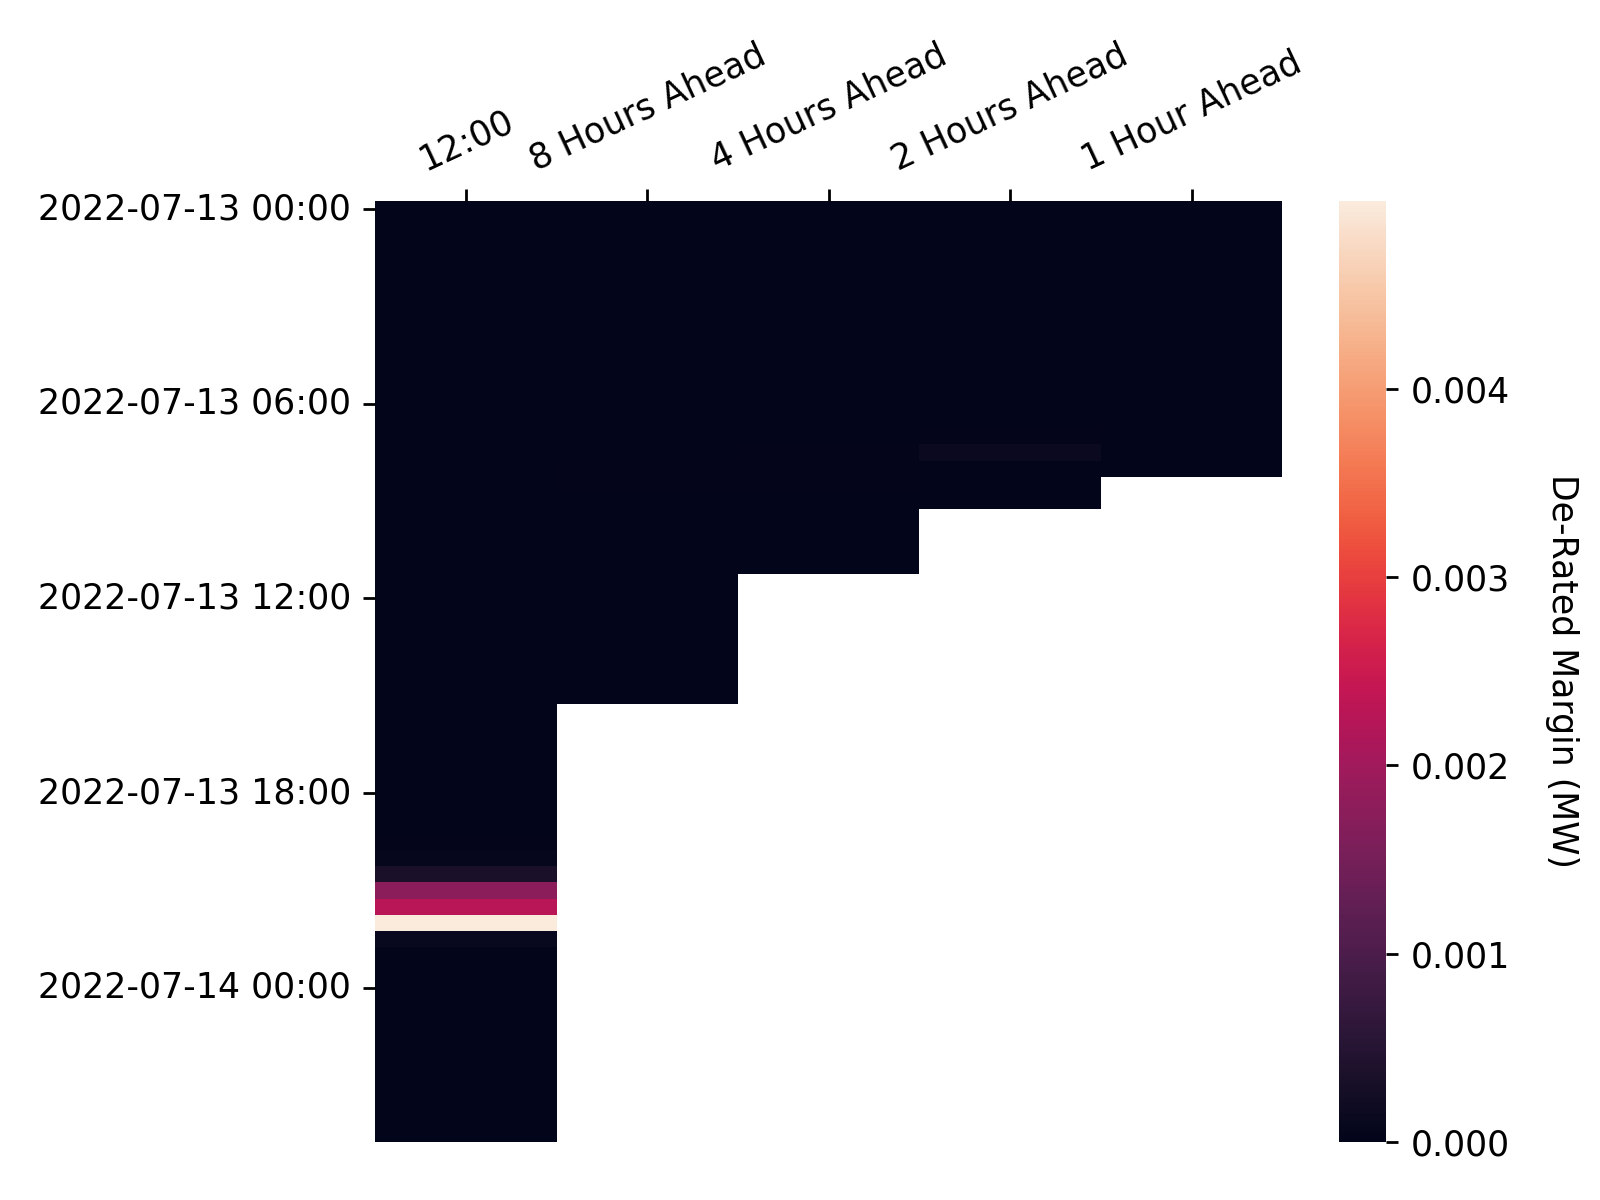 12:00
8 Hours Ahead
4 Hours Ahead
2 Hours Ahead
1 Hour Ahead
2022-07-13 00:00
2022-07-13 06:00
2022-07-13 12:00
2022-07-13 18:00
2022-07-14 00:00
0.004
0.003
0.002
0.001
0.000
De-Rated Margin (MW)